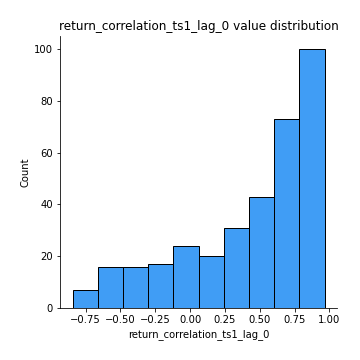 return_correlation_ts1_lag_0 value distribution
100
80
60
40
20
0
Count
−0.75 −0.50 −0.25 0.00 0.25 0.50 0.75 1.00
return_correlation_ts1_lag_0